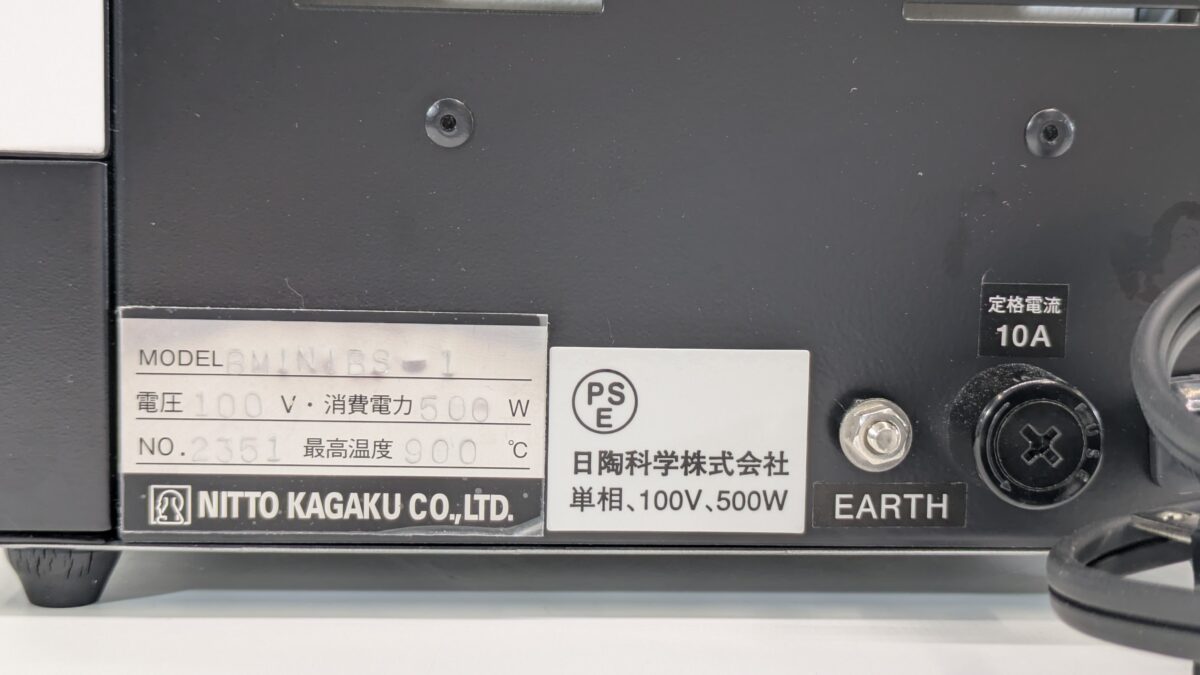 MODEL BMINIBS-1
電圧 100 V・消費電力 500 W
NO. 2351 最高温度 900 ℃
NITTO KAGAKU CO.,LTD.
PS
E
日陶科学株式会社
単相、100V、500W
EARTH
定格電流
10A